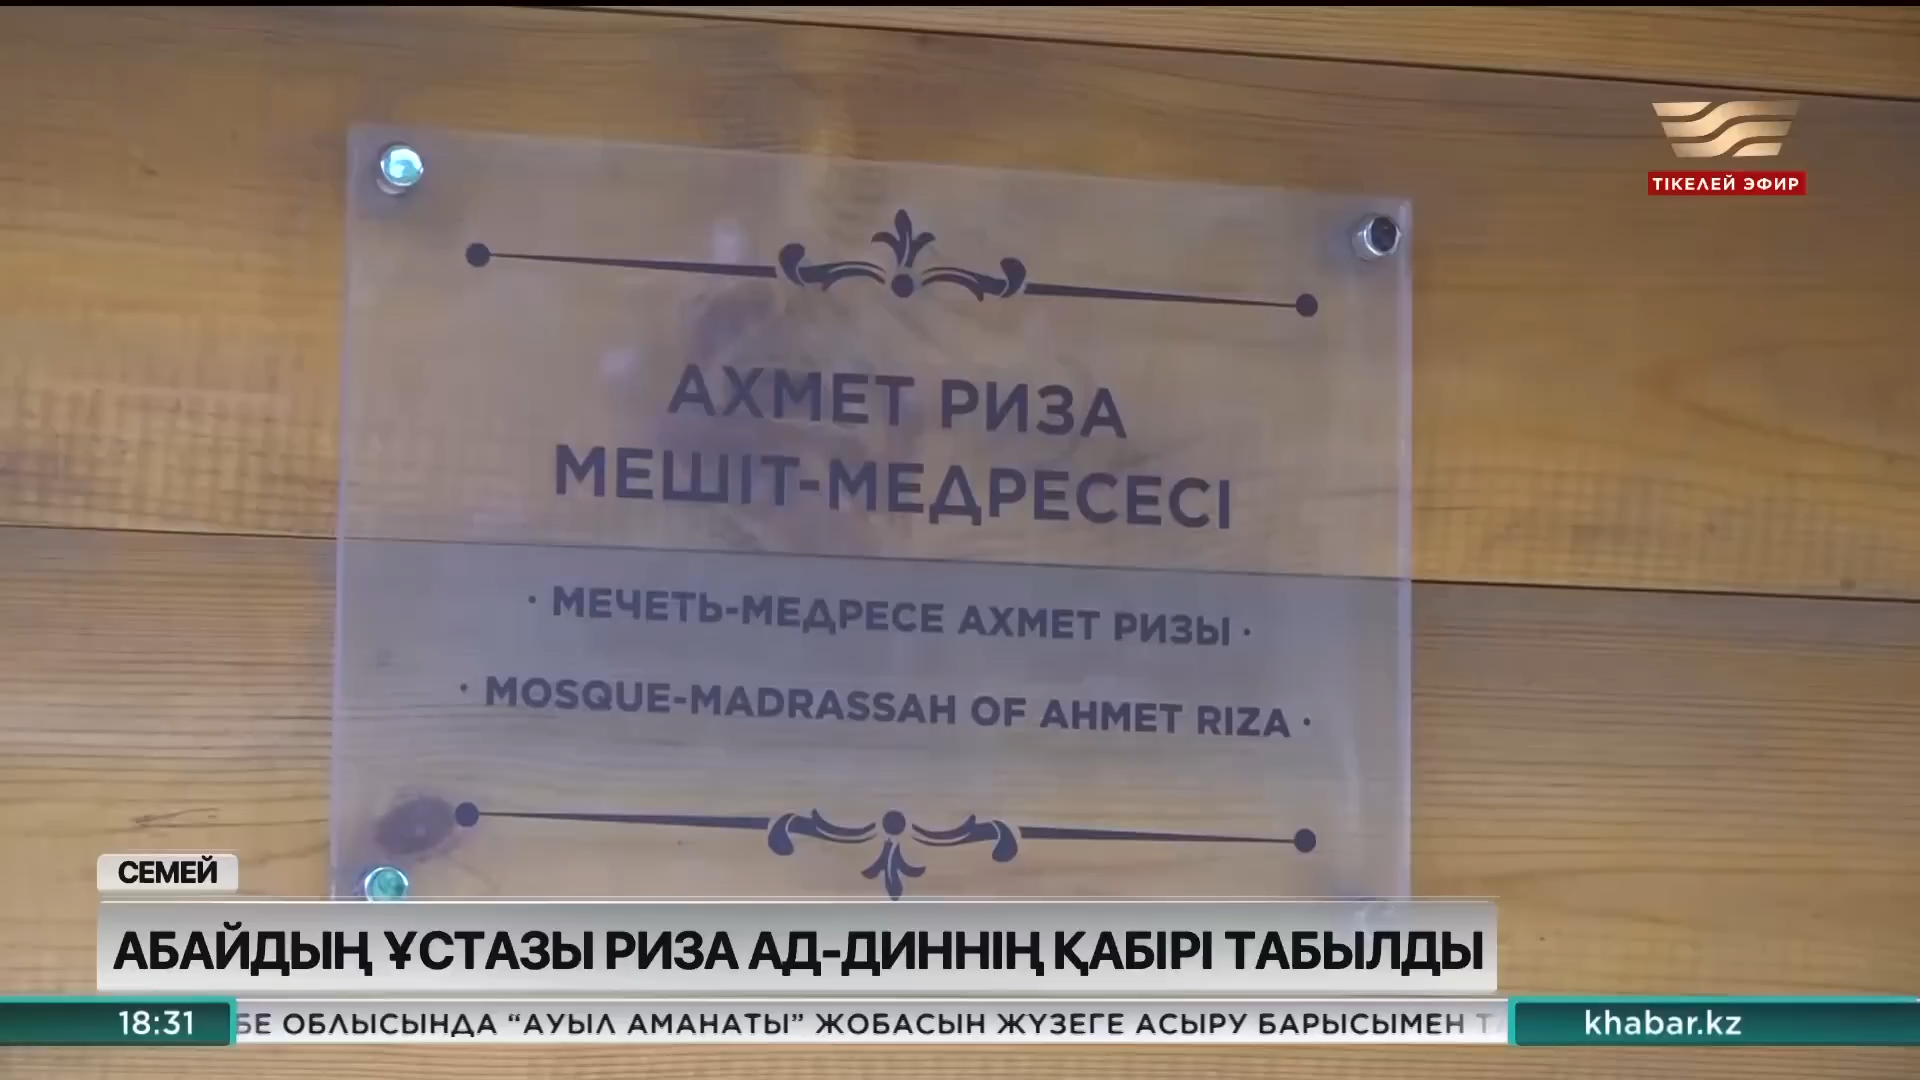 ТІКЕЛЕЙ ЭФИР
АХМЕТ РИЗА
МЕШІТ-МЕДРЕСЕСІ
· МЕЧЕТЬ-МЕДРЕСЕ АХМЕТ РИЗЫ ·
· MOSQUE-MADRASSAH OF AHMET RIZA ·
СЕМЕЙ
АБАЙДЫҢ ҰСТАЗЫ РИЗА АД-ДИННІҢ ҚАБІРІ ТАБЫЛДЫ
18:31
ОБЛЫСЫНДА “АУЫЛ АМАНАТЫ” ЖОБАСЫН ЖҮЗЕГЕ АСЫРУ БАРЫСЫМЕН
khabar.kz